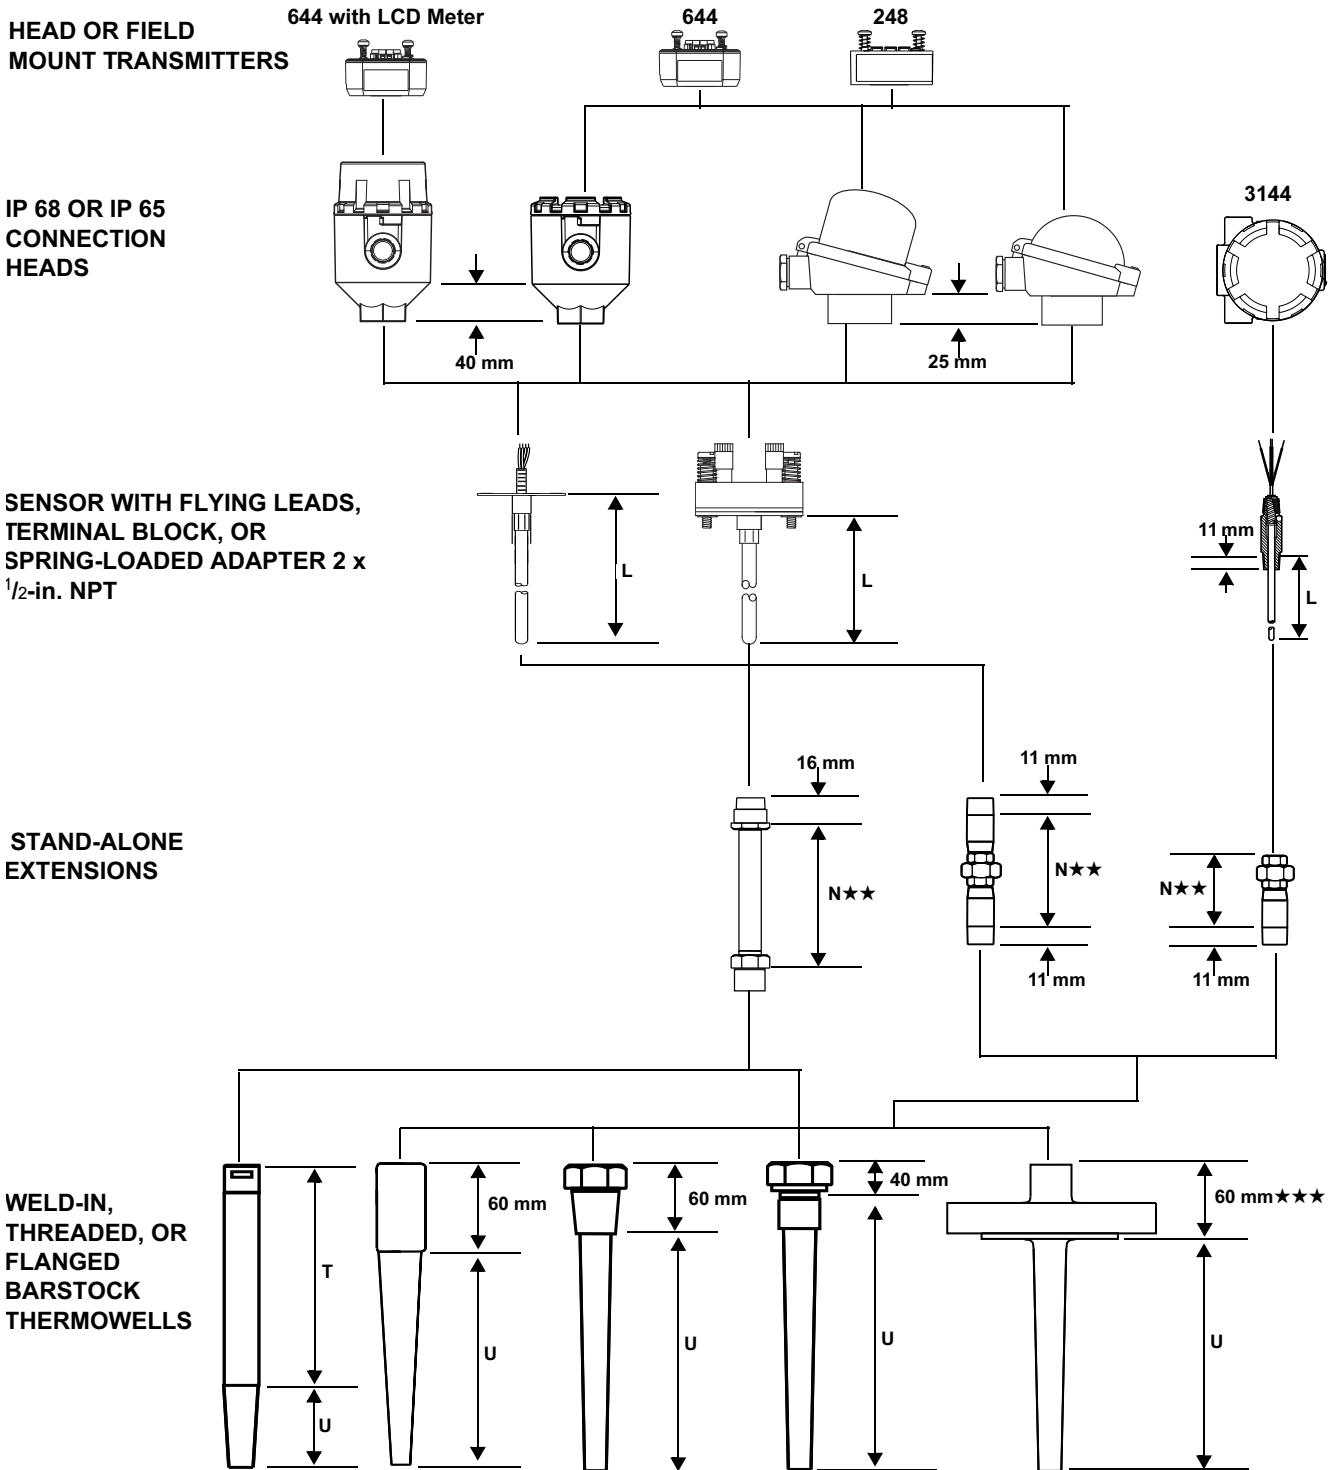 644 with LCD Meter
644
248
HEAD OR FIELD
MOUNT TRANSMITTERS
3144
IP 68 OR IP 65
CONNECTION
HEADS
40 mm
25 mm
SENSOR WITH FLYING LEADS,
TERMINAL BLOCK, OR
SPRING-LOADED ADAPTER 2 x
1/2-in. NPT
L
L
11 mm
L
16 mm
11 mm
STAND-ALONE
EXTENSIONS
N★★
N★★
N★★
11 mm
11 mm
WELD-IN,
THREADED, OR
FLANGED
BARSTOCK
THERMOWELLS
T
U
60 mm
U
60 mm
U
40 mm
U
60 mm★★★
U